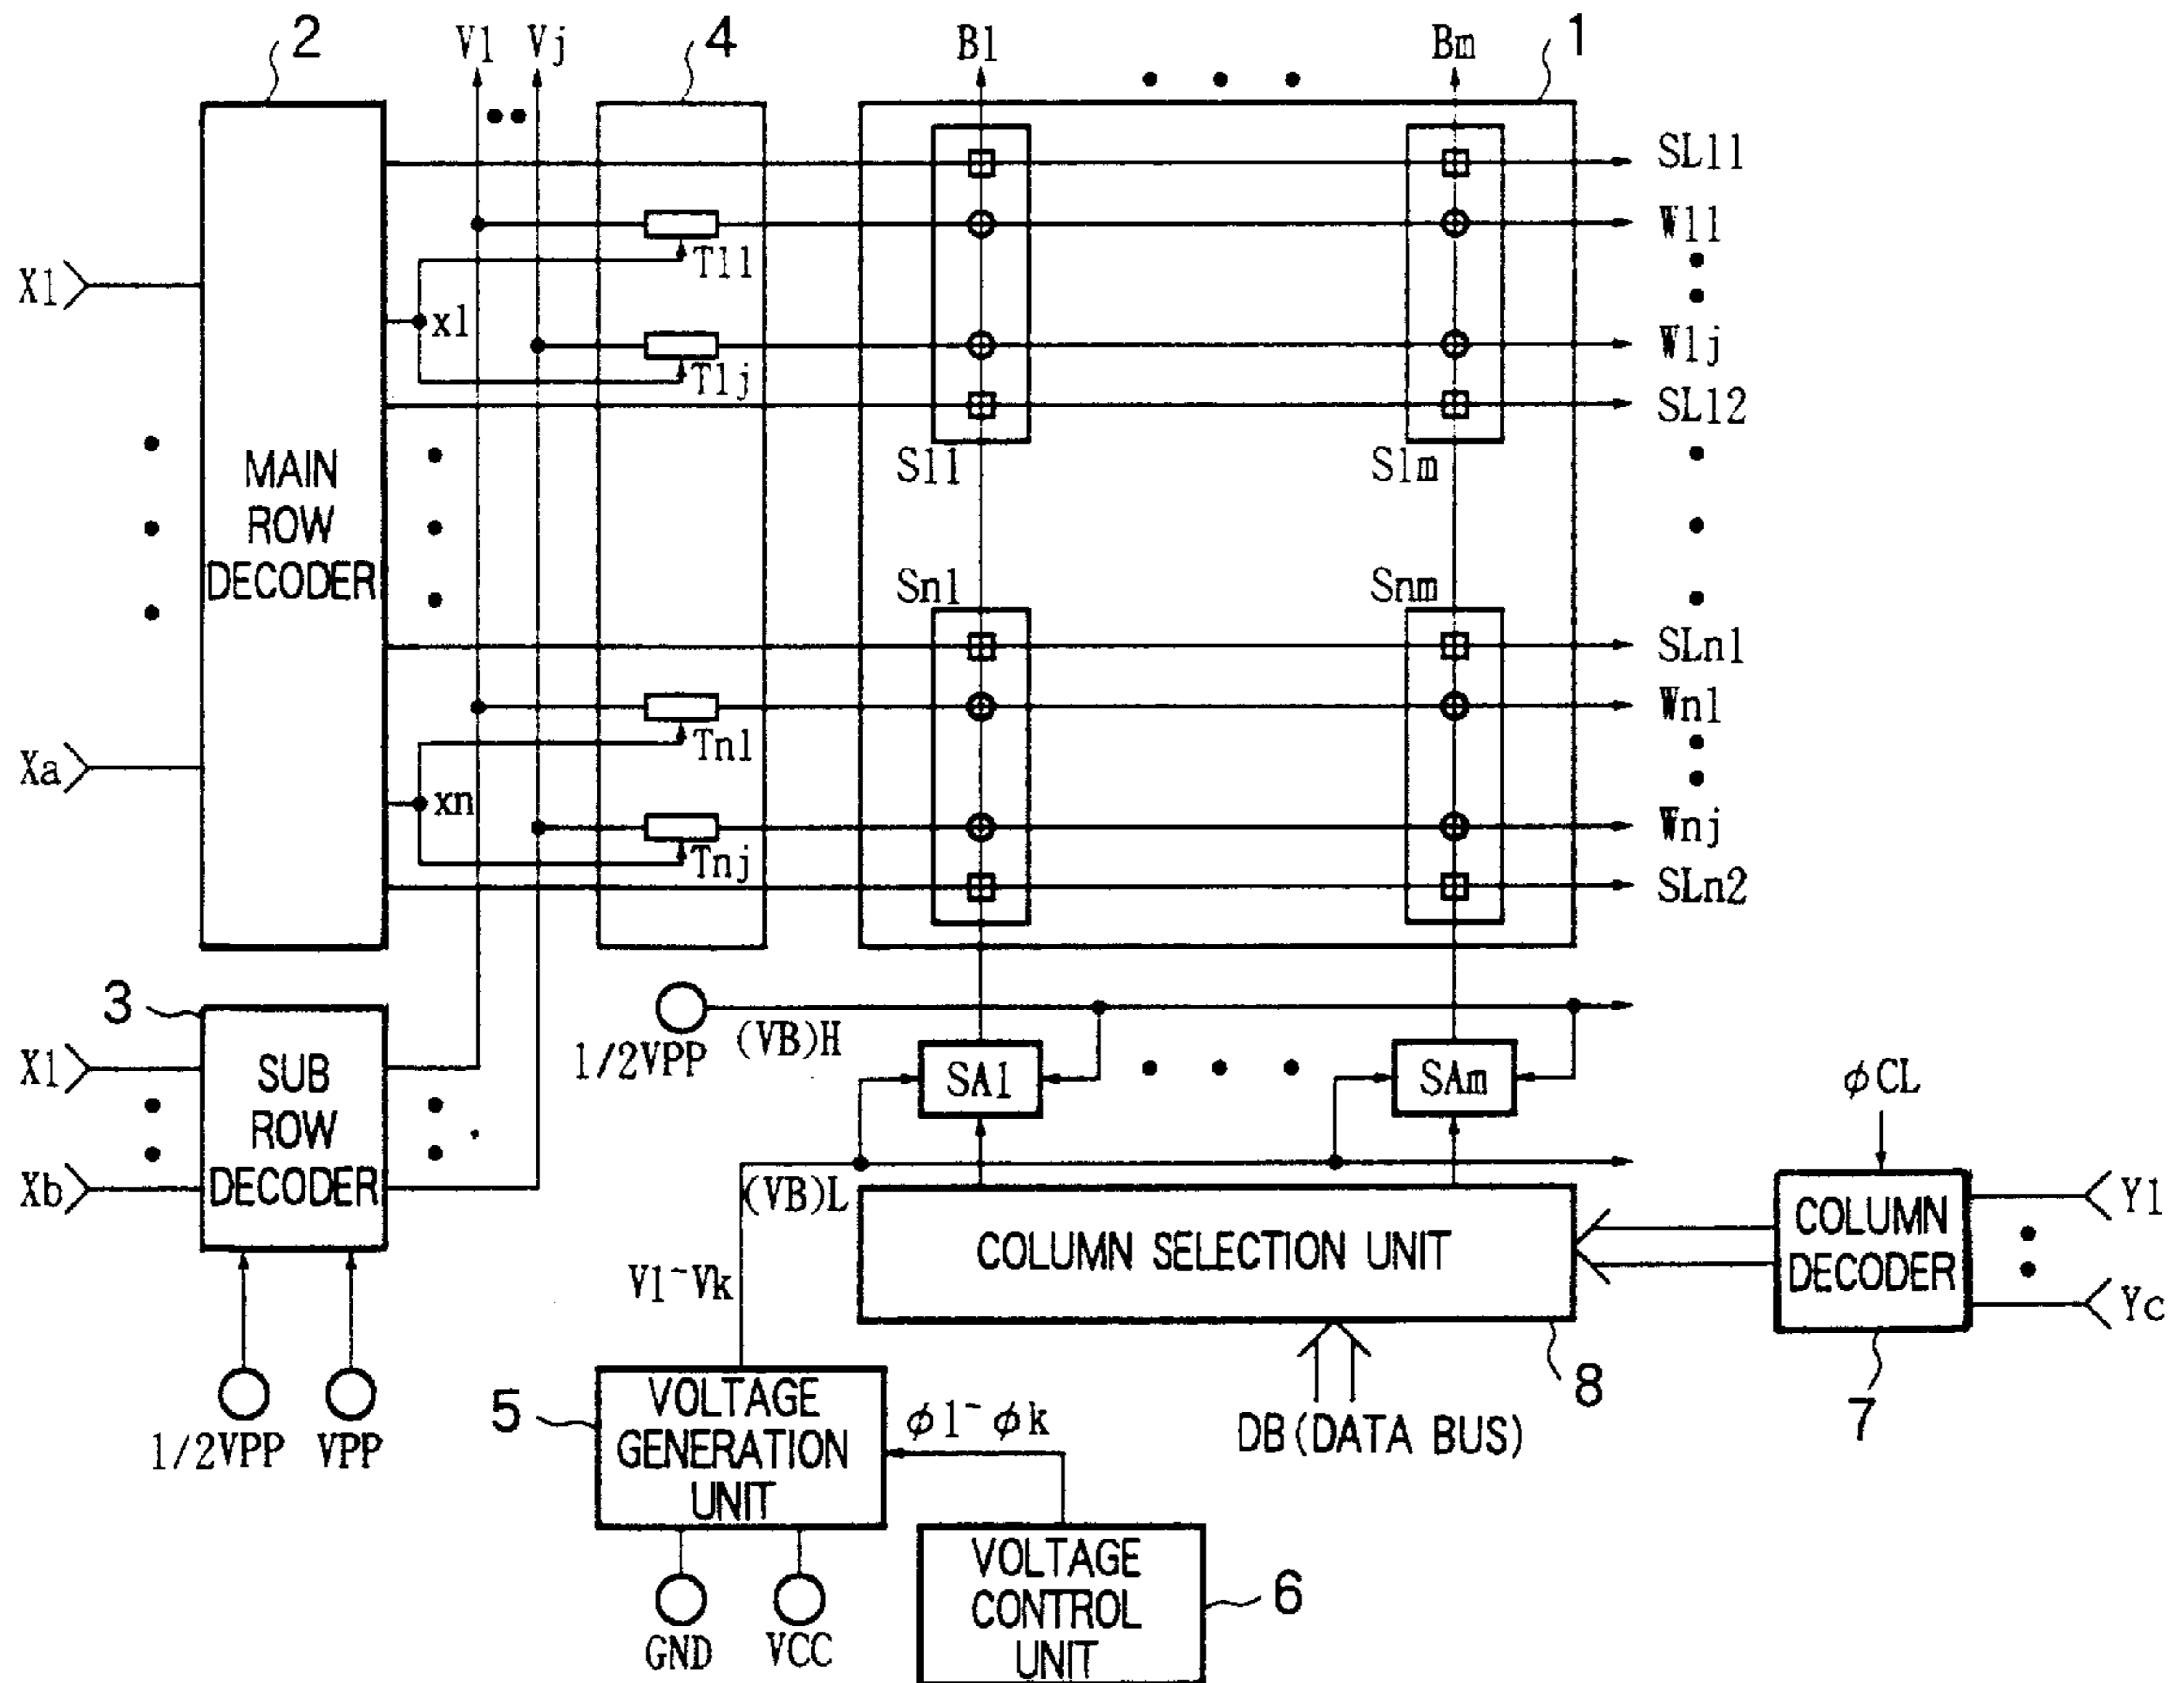 2 V1 Vj 4 B1 Bm 1
SL11
W11
X1 T11
x1 W1j
T1j
SL12
MAIN
ROW
DECODER
S11 S1m
Sn1 Snm
SLn1
Wn1
Xa Tn1
xn Wnj
Tnj
SLn2
3
1/2VPP (VB)H
X1 SUB
ROW
DECODER
Xb
SA1 SAm
φCL
(VB)L
V1~Vk
COLUMN SELECTION UNIT
COLUMN
DECODER
Y1
Yc
1/2VPP VPP
5 VOLTAGE
GENERATION
UNIT
φ1~φk
DB(DATA BUS)
8
7
GND VCC
VOLTAGE
CONTROL
UNIT
6